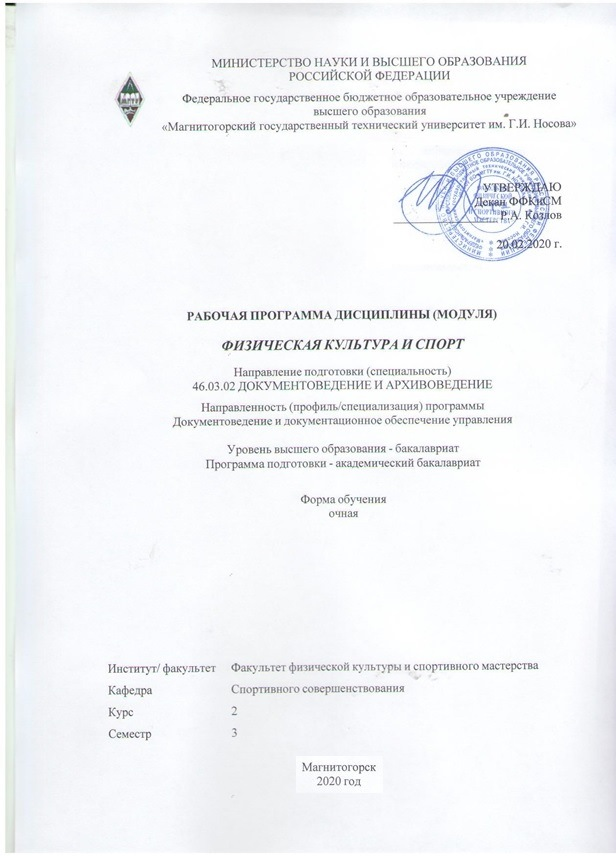 МИНИСТЕРСТВО НАУКИ И ВЫСШЕГО ОБРАЗОВАНИЯ
РОССИЙСКОЙ ФЕДЕРАЦИИ
Федеральное государственное бюджетное образовательное учреждение
высшего образования
«Магнитогорский государственный технический университет им. Г.И. Носова»
УТВЕРЖДАЮ
Декан ФФКиСМ
Р.А. Козлов
20.02.2020 г.
РАБОЧАЯ ПРОГРАММА ДИСЦИПЛИНЫ (МОДУЛЯ)
ФИЗИЧЕСКАЯ КУЛЬТУРА И СПОРТ
Направление подготовки (специальность)
46.03.02 ДОКУМЕНТОВЕДЕНИЕ И АРХИВОВЕДЕНИЕ
Направленность (профиль/специализация) программы
Документоведение и документационное обеспечение управления
Уровень высшего образования - бакалавриат
Программа подготовки - академический бакалавриат
Форма обучения
очная
Институт/ факультет Факультет физической культуры и спортивного мастерства
Кафедра Спортивного совершенствования
Курс 2
Семестр 3
Магнитогорск
2020 год